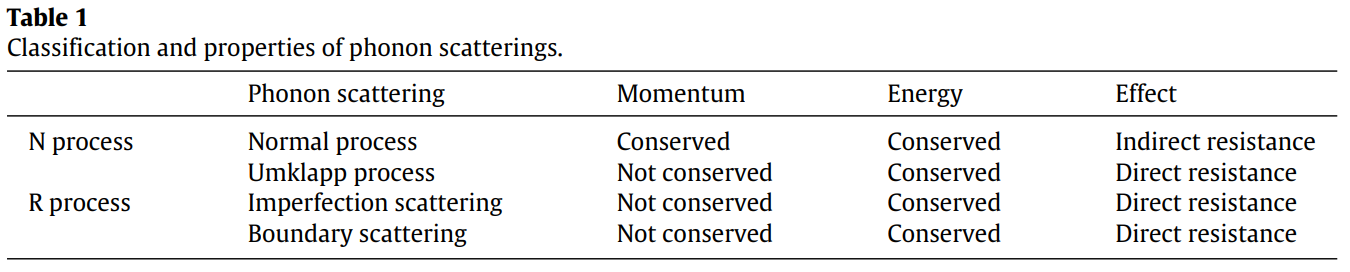 Table 1
Classification and properties of phonon scatterings.
Phonon scattering Momentum Energy Effect
N process Normal process Conserved Conserved Indirect resistance
Umklapp process Not conserved Conserved Direct resistance
R process Imperfection scattering Not conserved Conserved Direct resistance
Boundary scattering Not conserved Conserved Direct resistance